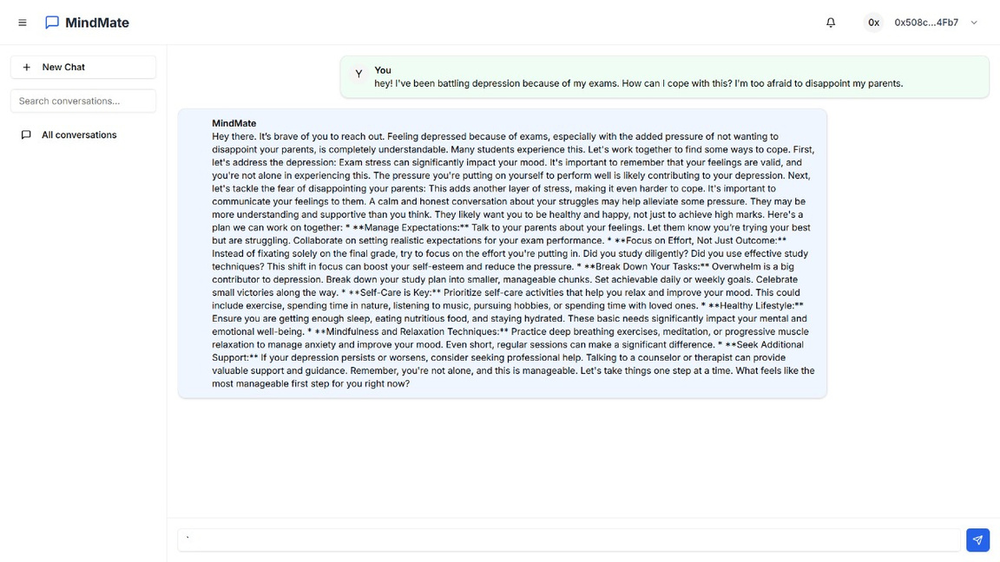 MindMate
0x
0x508c...4Fb7
New Chat
Search conversations...
All conversations
Y
You
hey! I've been battling depression because of my exams. How can I cope with this? I'm too afraid to disappoint my parents.
MindMate
Hey there. It's brave of you to reach out. Feeling depressed because of exams, especially with the added pressure of not wanting to
disappoint your parents, is completely understandable. Many students experience this. Let's work together to find some ways to cope. First,
let's address the depression: Exam stress can significantly impact your mood. It's important to remember that your feelings are valid, and
you're not alone in experiencing this. The pressure you're putting on yourself to perform well is likely contributing to your depression. Next,
let's tackle the fear of disappointing your parents: This adds another layer of stress, making it even harder to cope. It's important to
communicate your feelings to them. A calm and honest conversation about your struggles may help alleviate some pressure. They may be
more understanding and supportive than you think. They likely want you to be healthy and happy, not just to achieve high marks. Here's a
plan we can work on together: * **Manage Expectations:** Talk to your parents about your feelings. Let them know you're trying your best
but are struggling. Collaborate on setting realistic expectations for your exam performance. * **Focus on Effort, Not Just Outcome:**
Instead of fixating solely on the final grade, try to focus on the effort you're putting in. Did you study diligently? Did you use effective study
techniques? This shift in focus can boost your self-esteem and reduce the pressure. * **Break Down Your Tasks:** Overwhelm is a big
contributor to depression. Break down your study plan into smaller, manageable chunks. Set achievable daily or weekly goals. Celebrate
small victories along the way. * **Self-Care is Key:** Prioritize self-care activities that help you relax and improve your mood. This could
include exercise, spending time in nature, listening to music, pursuing hobbies, or spending time with loved ones. * **Healthy Lifestyle:**
Ensure you are getting enough sleep, eating nutritious food, and staying hydrated. These basic needs significantly impact your mental and
emotional well-being. * **Mindfulness and Relaxation Techniques:** Practice deep breathing exercises, meditation, or progressive muscle
relaxation to manage anxiety and improve your mood. Even short, regular sessions can make a significant difference. * **Seek Additional
Support:** If your depression persists or worsens, consider seeking professional help. Talking to a counselor or therapist can provide
valuable support and guidance. Remember, you're not alone, and this is manageable. Let's take things one step at a time. What feels like the
most manageable first step for you right now?
`